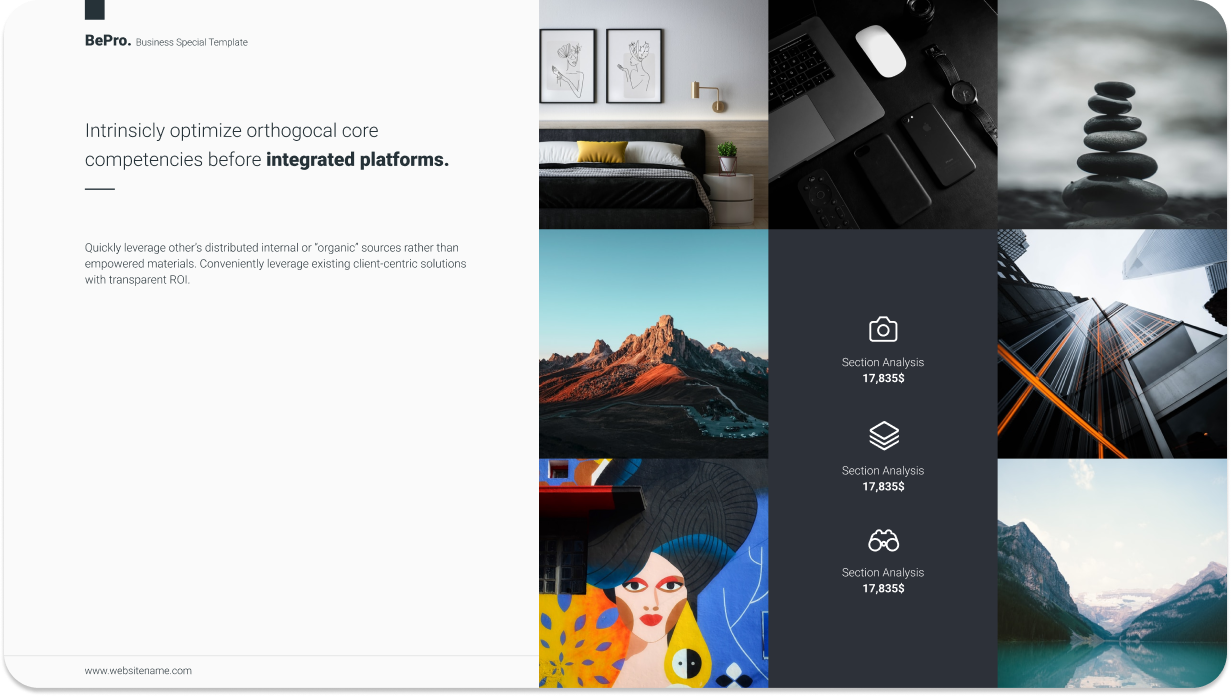 BePro. Business Special Template
Intrinsicly optimize orthogocal core
competencies before integrated platforms.
Quickly leverage other's distributed internal or "organic" sources rather than
empowered materials. Conveniently leverage existing client-centric solutions
with transparent ROI.
Section Analysis
17,835$
Section Analysis
17,835$
Section Analysis
17,835$
www.websitename.com